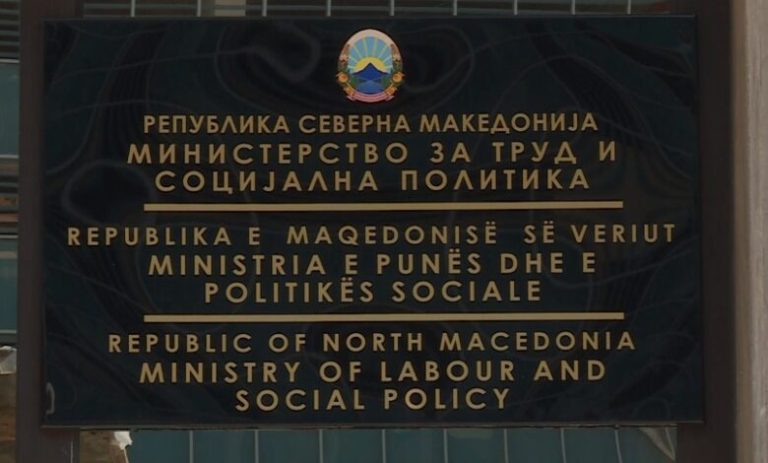 РЕПУБЛИКА СЕВЕРНА МАКЕДОНИЈА
МИНИСТЕРСТВО ЗА ТРУД И
СОЦИЈАЛНА ПОЛИТИКА
REPUBLIKA E MAQEDONISË SË VERIUT
MINISTRIA E PUNËS DHE E
POLITIKËS SOCIALE
REPUBLIC OF NORTH MACEDONIA
MINISTRY OF LABOUR AND
SOCIAL POLICY